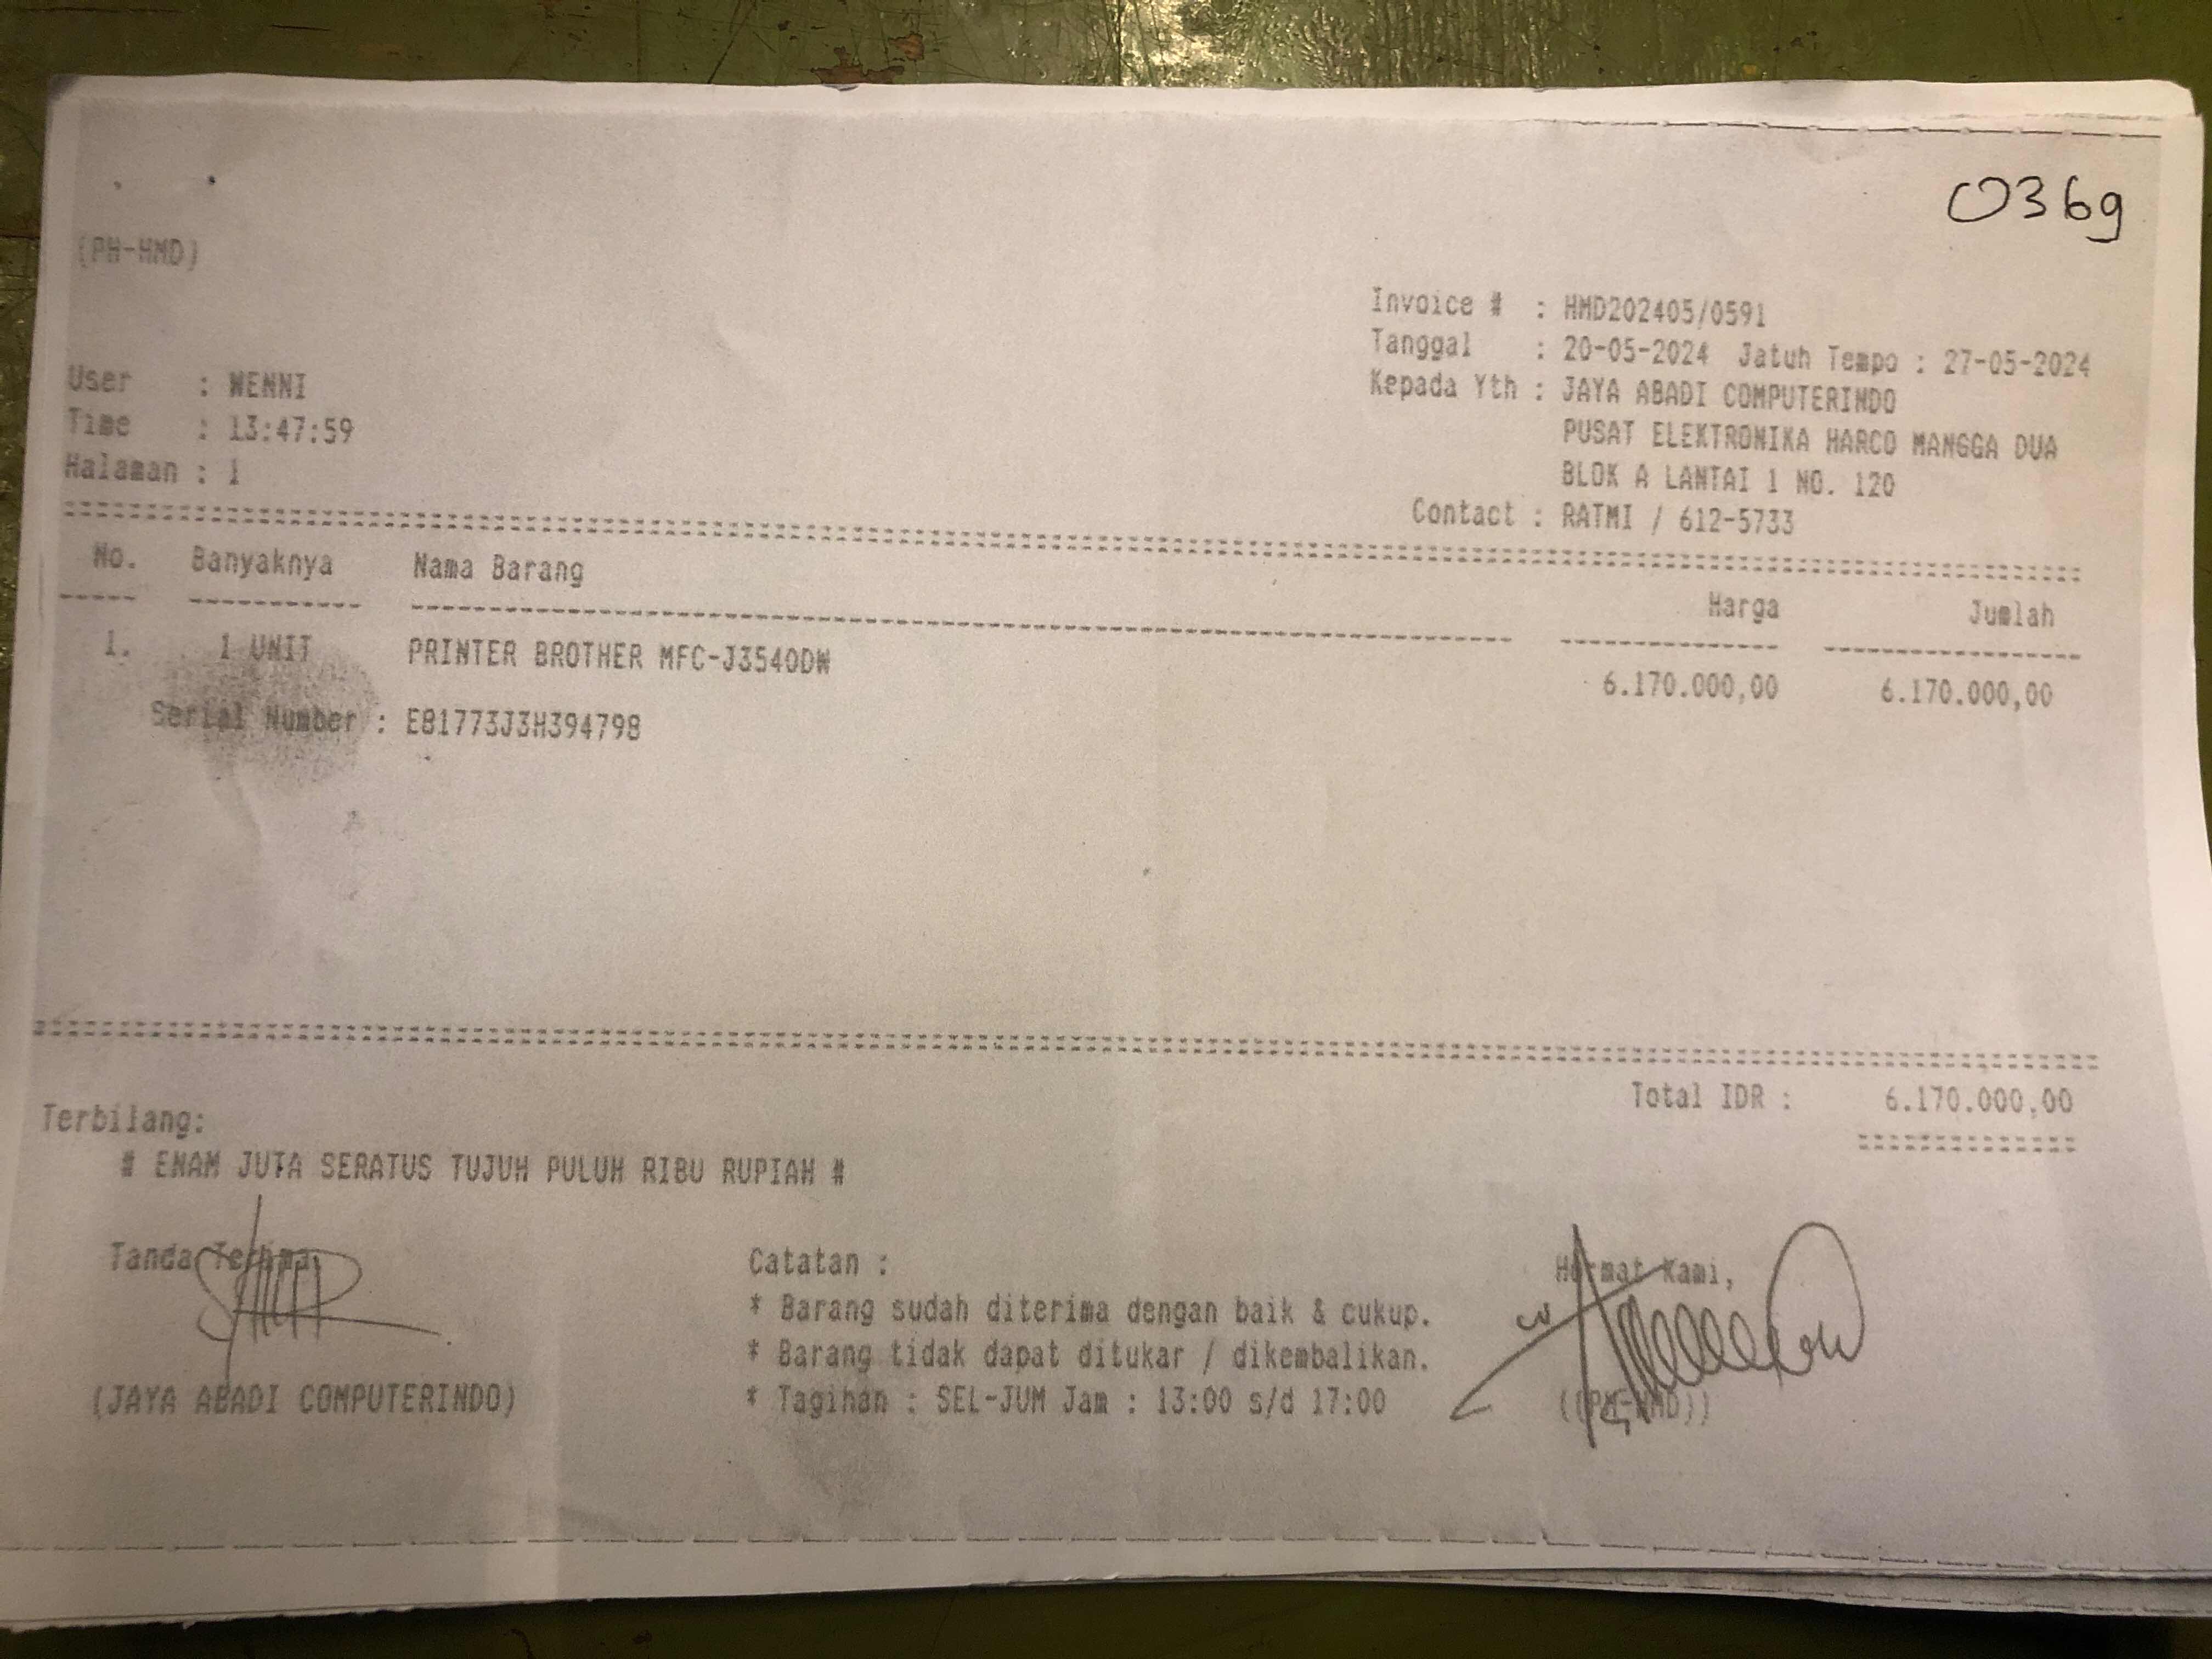 0369
(PH-HMD)
Invoice # : HMD202405/0591
Tanggal : 20-05-2024 Jatuh Tempo : 27-05-2024
Kepada Yth : JAYA ABADI COMPUTERINDO
PUSAT ELEKTRONIKA HARCO MANGGA DUA
BLOK A LANTAI 1 NO. 120
Contact : RATMI / 612-5733
User : WENNI
Time : 13:47:59
Halaman : 1
No. Banyaknya Nama Barang Harga Jumlah
1. 1 UNIT PRINTER BROTHER MFC-J3540DW 6.170.000,00 6.170.000,00
Serial Number : E81773J3H394798
Total IDR : 6.170.000,00
Terbilang:
# ENAM JUTA SERATUS TUJUH PULUH RIBU RUPIAH #
Tanda Terima,
(JAYA ABADI COMPUTERINDO)
Catatan :
* Barang sudah diterima dengan baik & cukup.
* Barang tidak dapat ditukar / dikembalikan.
* Tagihan : SEL-JUM Jam : 13:00 s/d 17:00
Hormat Kami,
((PH-HMD))